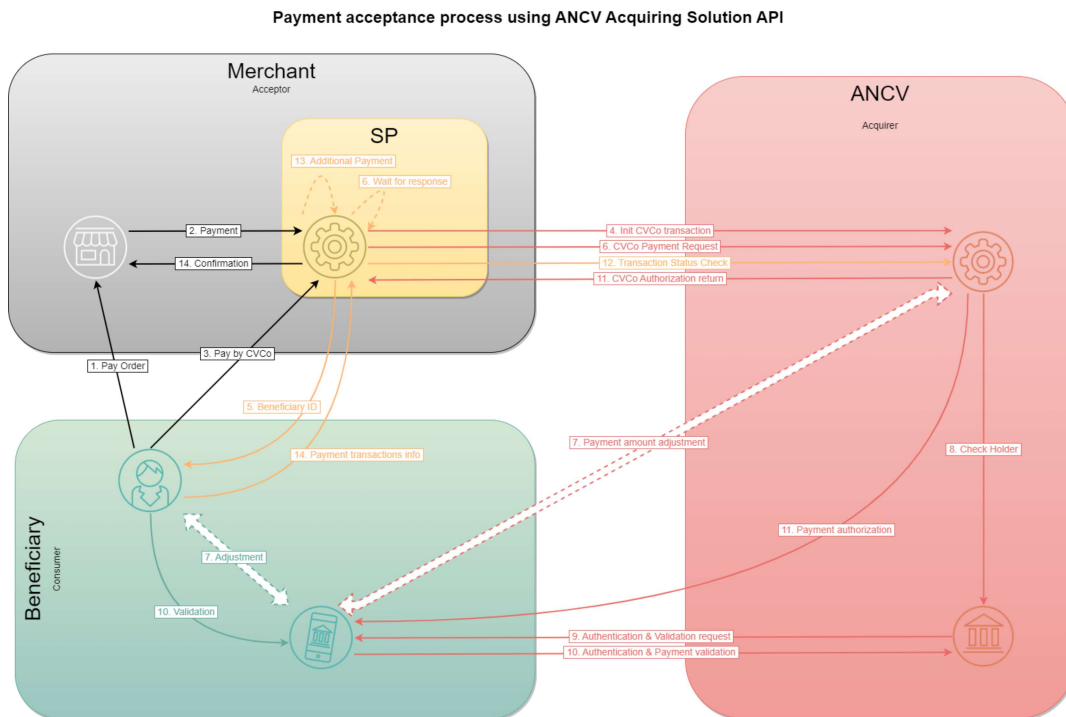 Payment acceptance process using ANCV Acquiring Solution API
Merchant
Acceptor
ANCV
Acquirer
SP
13. Additional Payment
6. Wait for response
2. Payment
4. Init CVCo transaction
6. CVCo Payment Request
14. Confirmation
12. Transaction Status Check
11. CVCo Authorization return
3. Pay by CVCo
1. Pay Order
5. Beneficiary ID
7. Payment amount adjustment
14. Payment transactions info
8. Check Holder
11. Payment authorization
Beneficiary
Consumer
7. Adjustment
10. Validation
9. Authentication & Validation request
10. Authentication & Payment validation